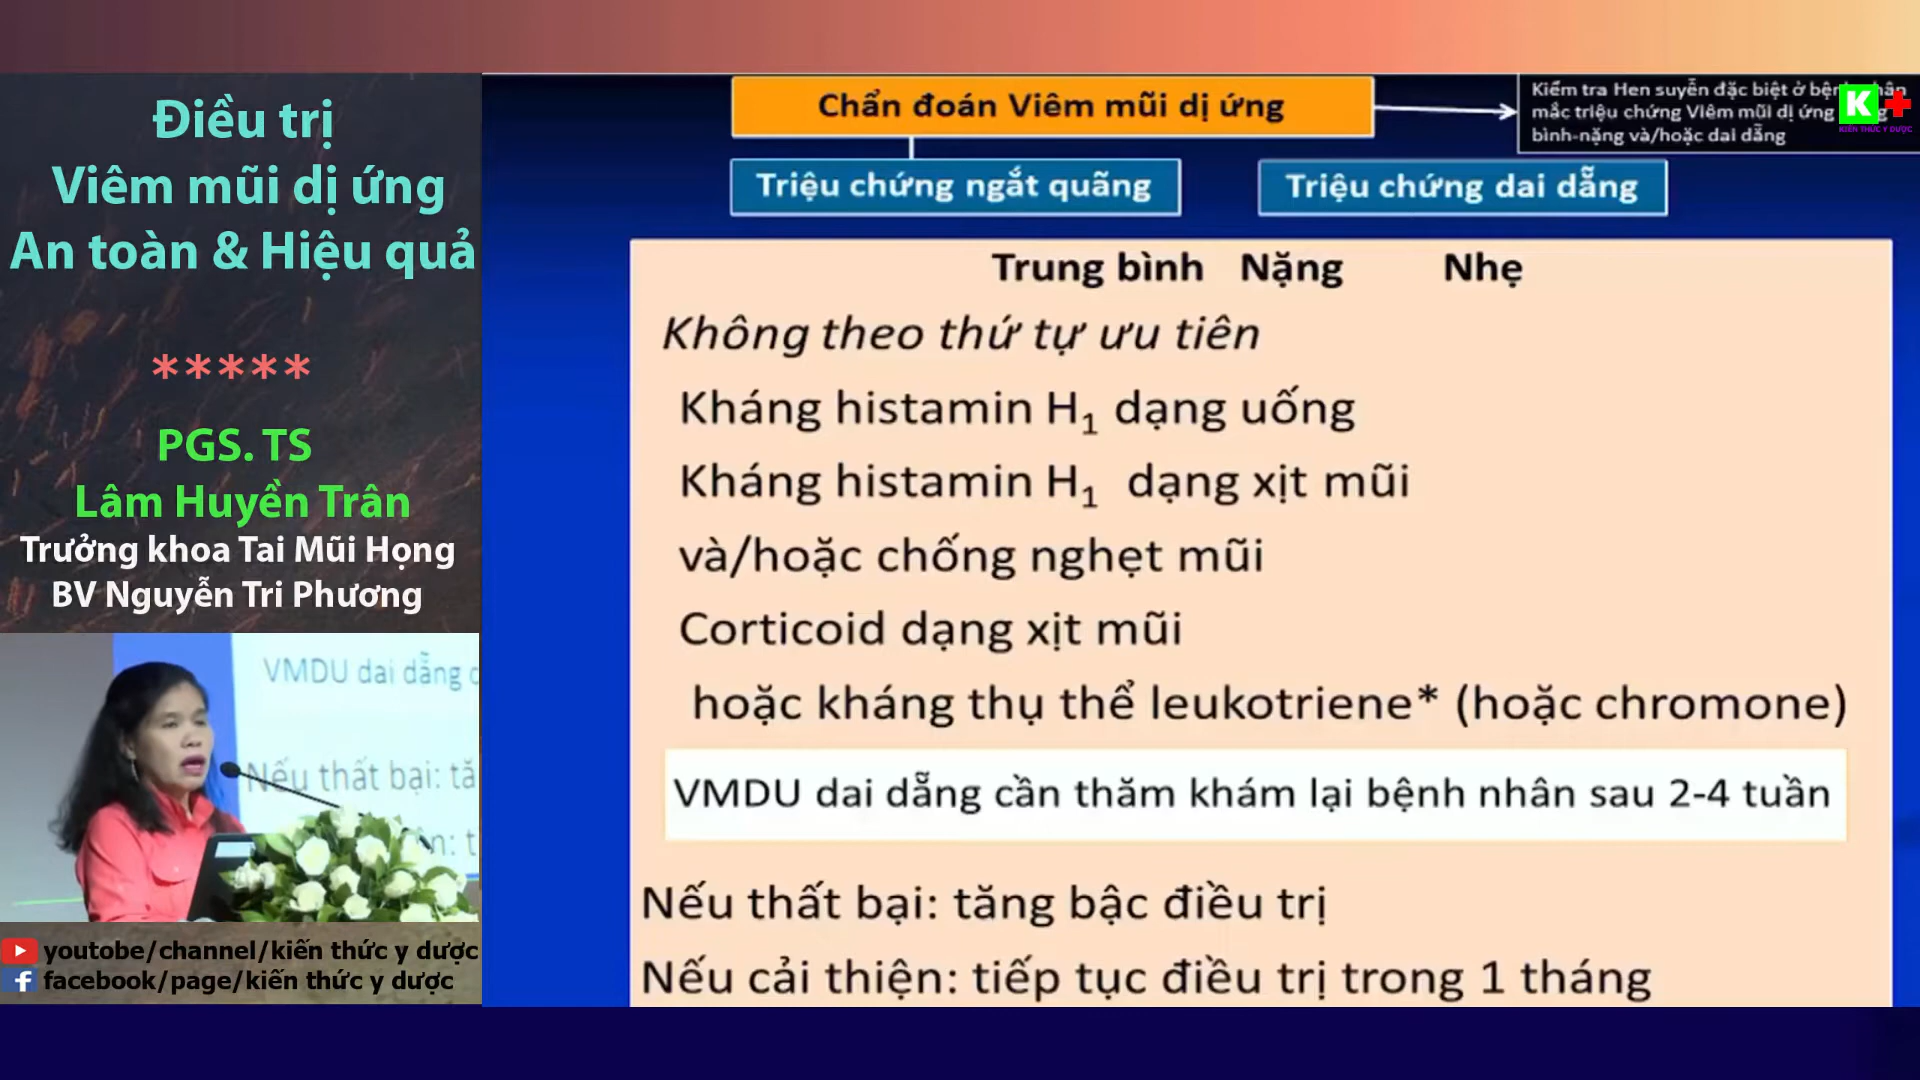 Điều trị
Viêm mũi dị ứng
An toàn & Hiệu quả
*****
PGS. TS
Lâm Huyền Trân
Trưởng khoa Tai Mũi Họng
BV Nguyễn Tri Phương
VMDU dai dẳng
Nếu thất bại:
youtobe/channel/kiến thức y dược
facebook/page/kiến thức y dược
Chẩn đoán Viêm mũi dị ứng
Kiểm tra Hen suyễn đặc biệt ở
mắc triệu chứng Viêm mũi dị ứng
bình-nặng và/hoặc dai dẵng
K
KIẾN THỨC Y DƯỢC
Triệu chứng ngắt quãng
Triệu chứng dai dẵng
Trung bình Nặng Nhẹ
Không theo thứ tự ưu tiên
Kháng histamin H1 dạng uống
Kháng histamin H1 dạng xịt mũi
và/hoặc chống nghẹt mũi
Corticoid dạng xịt mũi
hoặc kháng thụ thể leukotriene* (hoặc chromone)
VMDU dai dẳng cần thăm khám lại bệnh nhân sau 2-4 tuần
Nếu thất bại: tăng bậc điều trị
Nếu cải thiện: tiếp tục điều trị trong 1 tháng